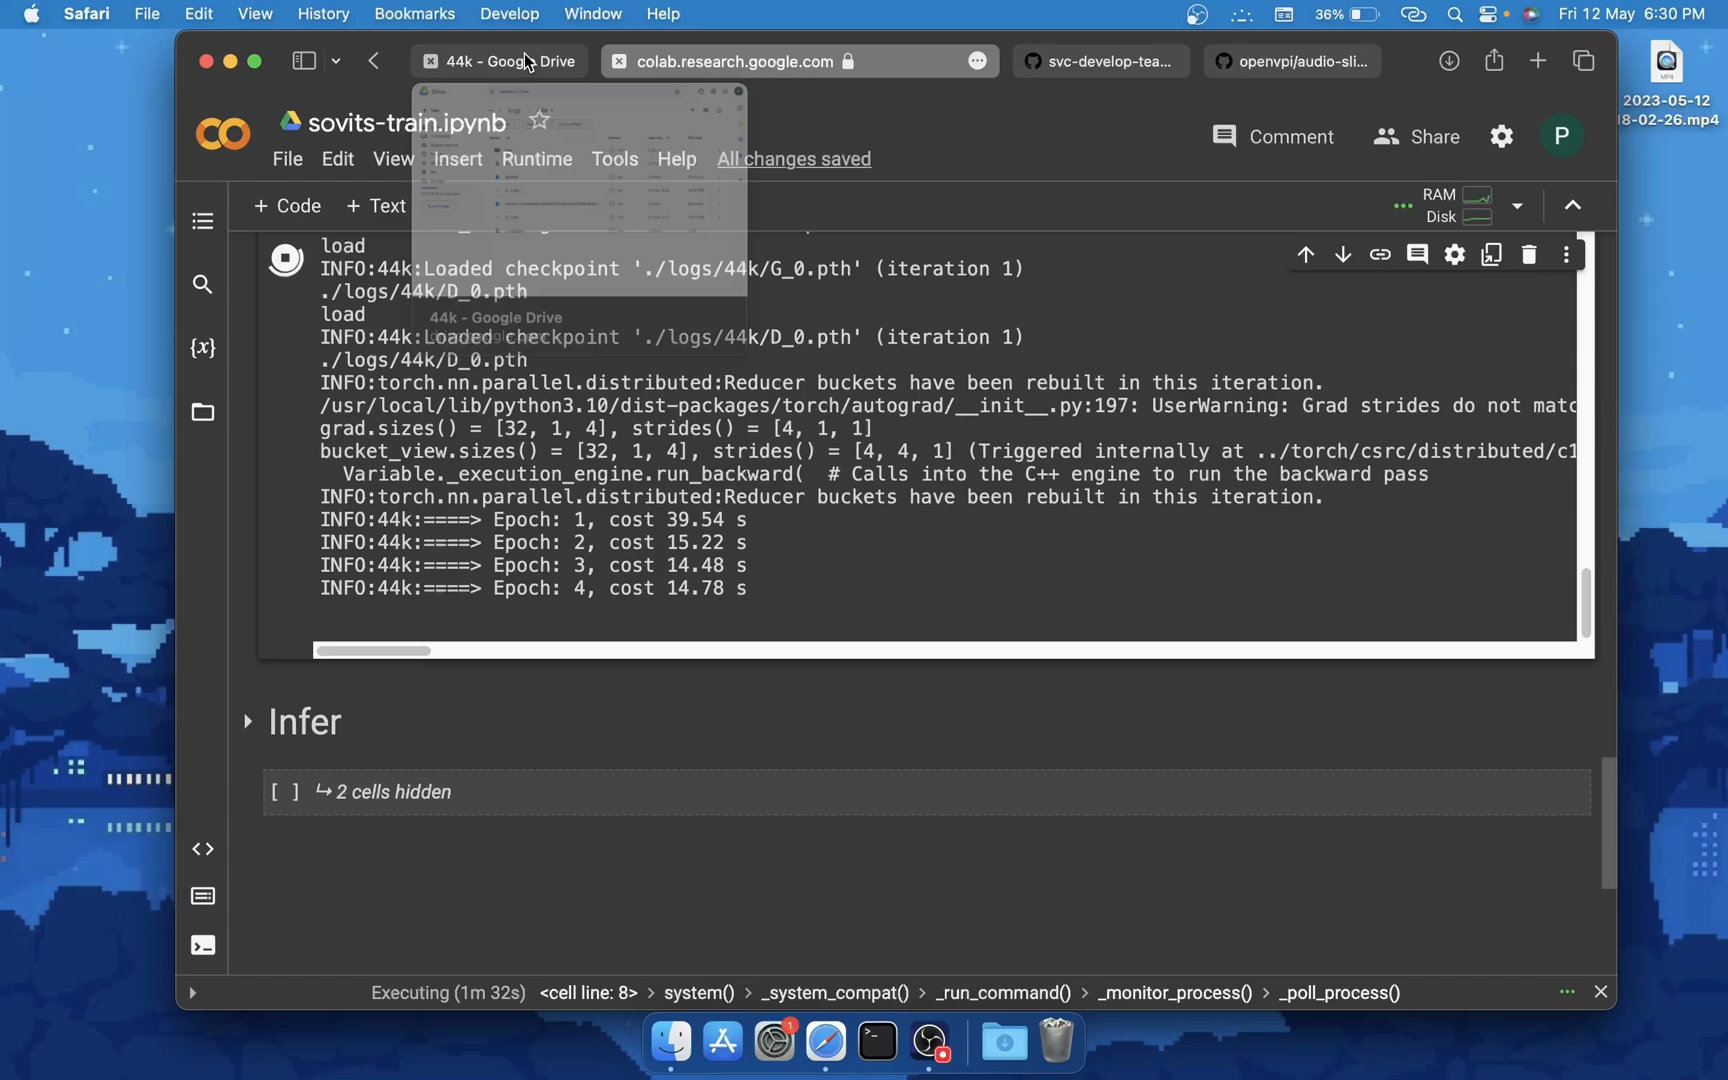 Safari File Edit View History Bookmarks Develop Window Help 36% Fri 12 May 6:30 PM
44k - Google Drive colab.research.google.com svc-develop-tea... openvpi/audio-sli...
MP4
2023-05-12
18-02-26.mp4
sovits-train.ipynb
Comment Share P
File Edit View Insert Runtime Tools Help All changes saved
+ Code + Text RAM
Disk
load
INFO:44k:Loaded checkpoint './logs/44k/G_0.pth' (iteration 1)
./logs/44k/D_0.pth
load
44k - Google Drive
INFO:44k:Loaded checkpoint './logs/44k/D_0.pth' (iteration 1)
./logs/44k/D_0.pth
INFO:torch.nn.parallel.distributed:Reducer buckets have been rebuilt in this iteration.
/usr/local/lib/python3.10/dist-packages/torch/autograd/__init__.py:197: UserWarning: Grad strides do not matc
grad.sizes() = [32, 1, 4], strides() = [4, 1, 1]
bucket_view.sizes() = [32, 1, 4], strides() = [4, 4, 1] (Triggered internally at ../torch/csrc/distributed/c1
Variable._execution_engine.run_backward( # Calls into the C++ engine to run the backward pass
INFO:torch.nn.parallel.distributed:Reducer buckets have been rebuilt in this iteration.
INFO:44k:====> Epoch: 1, cost 39.54 s
INFO:44k:====> Epoch: 2, cost 15.22 s
INFO:44k:====> Epoch: 3, cost 14.48 s
INFO:44k:====> Epoch: 4, cost 14.78 s
Infer
[ ] ↳ 2 cells hidden
Executing (1m 32s) <cell line: 8> > system() > _system_compat() > _run_command() > _monitor_process() > _poll_process()
1